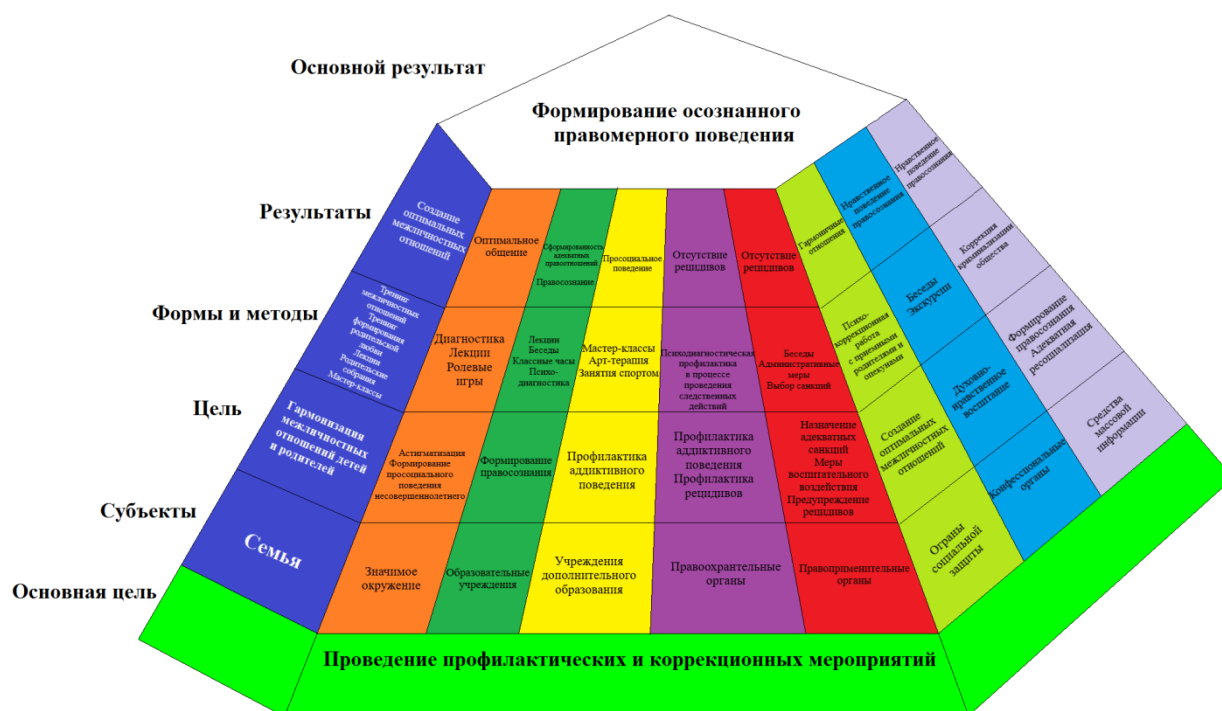 Основной результат
Формирование осознанного
правомерного поведения
Результаты
Создание
оптимальных
межличностных
отношений
Оптимальное
общение
Сформированность
адекватных
правоотношений
Правосознание
Просоциальное
поведение
Отсутствие
рецидивов
Отсутствие
рецидивов
Гармоничные
отношения
Нравственное
поведение
правосознания
Нравственное
поведение
правосознания
Формы и методы
Тренинг
межличностных
отношений
Тренинг
формирования
родительской
любви
Лекции
Родительские
собрания
Мастер-классы
Диагностика
Лекции
Ролевые
игры
Лекции
Беседы
Классные часы
Психо-
диагностика
Мастер-классы
Арт-терапия
Занятия спортом
Психодиагностическая
профилактика
в процессе
проведения
следственных
действий
Беседы
Административные
меры
Выбор санкций
Психо-
коррекционная
работа
с приемными
родителями и
опекунами
Беседы
Экскурсии
Коррекция
криминализации
общества
Цель
Гармонизация
межличностных
отношений детей
и родителей
Астигматизация
Формирование
просоциального
поведения
несовершеннолетнего
Формирование
правосознания
Профилактика
аддиктивного
поведения
Профилактика
аддиктивного
поведения
Профилактика
рецидивов
Назначение
адекватных
санкций
Меры
воспитательного
воздействия
Предупреждение
рецидивов
Создание
оптимальных
межличностных
отношений
Духовно-
нравственное
воспитание
Формирование
правосознания
Адекватная
ресоциализация
Субъекты
Семья
Значимое
окружение
Образовательные
учреждения
Учреждения
дополнительного
образования
Правоохрантельные
органы
Правоприменительные
органы
Ограны
социальной
защиты
Конфессиональные
органы
Средства
массовой
пиформации
Основная цель
Проведение профилактических и коррекционных мероприятий